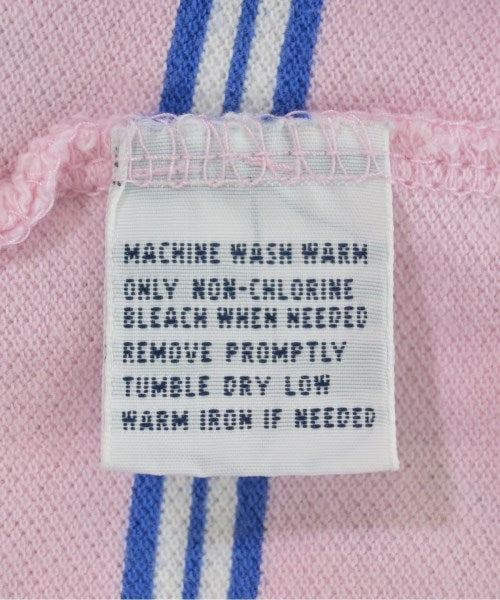 MACHINE WASH WARM
ONLY NON-CHLORINE
BLEACH WHEN NEEDED
REMOVE PROMPTLY
TUMBLE DRY LOW
WARM IRON IF NEEDED